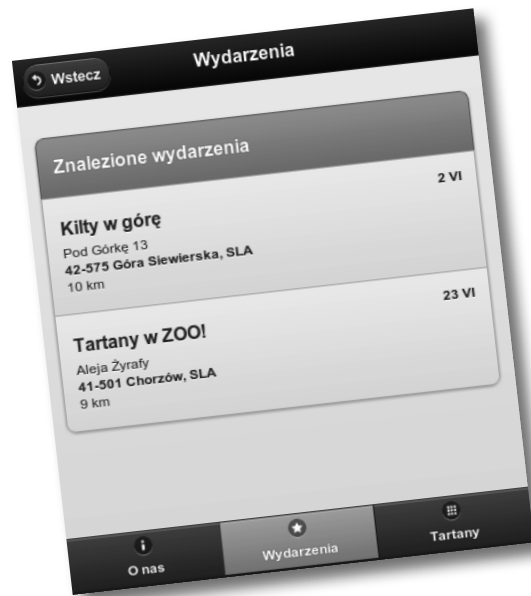 Wstecz
Wydarzenia
Znalezione wydarzenia
2 VI
Kilty w górę
Pod Górkę 13
42-575 Góra Siewierska, SLA
10 km
23 VI
Tartany w ZOO!
Aleja Żyrafy
41-501 Chorzów, SLA
9 km
O nas
Wydarzenia
Tartany